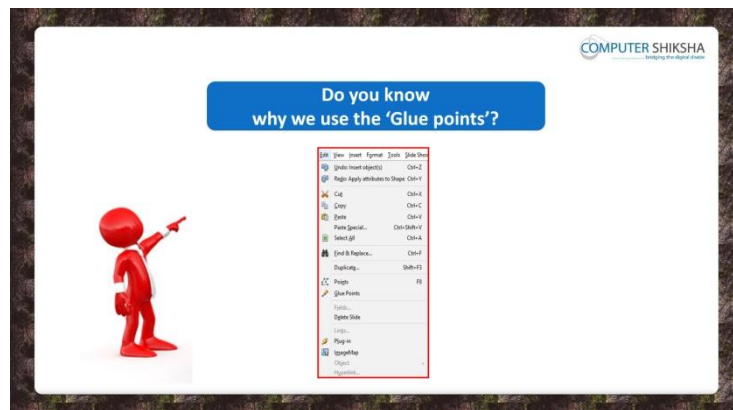 COMPUTER SHIKSHA
bridging the digital divide
Do you know
why we use the ‘Glue points’?
Edit View Insert Format Tools Slide Show
Undo: Insert object(s) Ctrl+Z
Redo: Apply attributes to Shape Ctrl+Y
Cut Ctrl+X
Copy Ctrl+C
Paste Ctrl+V
Paste Special... Ctrl+Shift+V
Select All Ctrl+A
Find & Replace... Ctrl+F
Duplicate... Shift+F3
Points F8
Glue Points
Fields...
Delete Slide
Links...
Plug-in
ImageMap
Object
Hyperlink...